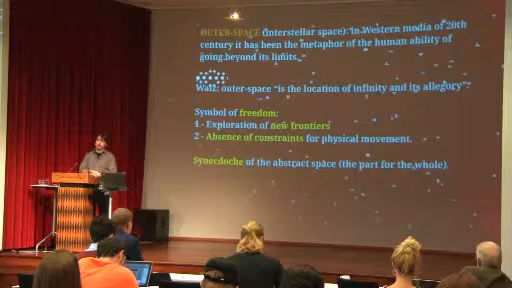 OUTER-SPACE (interstellar space): in Western media of 20th
century it has been the metaphor of the human ability of
going beyond its limits.
Wall: outer-space "is the location of infinity and its allegory".
Symbol of freedom:
1 - Exploration of new frontiers
2 - Absence of constraints for physical movement.
Synecdoche of the abstract space (the part for the whole)